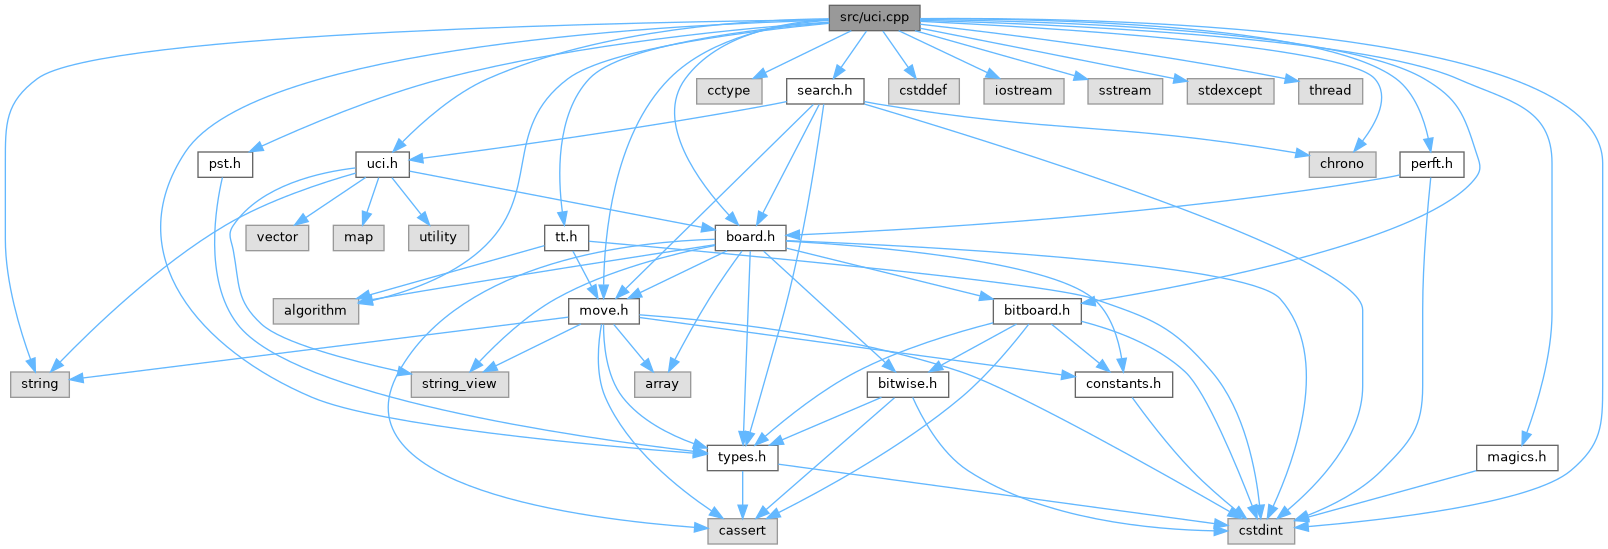 src/uci.cpp
cctype
search.h
cstddef
iostream
sstream
stdexcept
thread
pst.h
uci.h
chrono
perft.h
vector
map
utility
tt.h
board.h
algorithm
move.h
bitboard.h
string
string_view
array
bitwise.h
constants.h
types.h
magics.h
cassert
cstdint